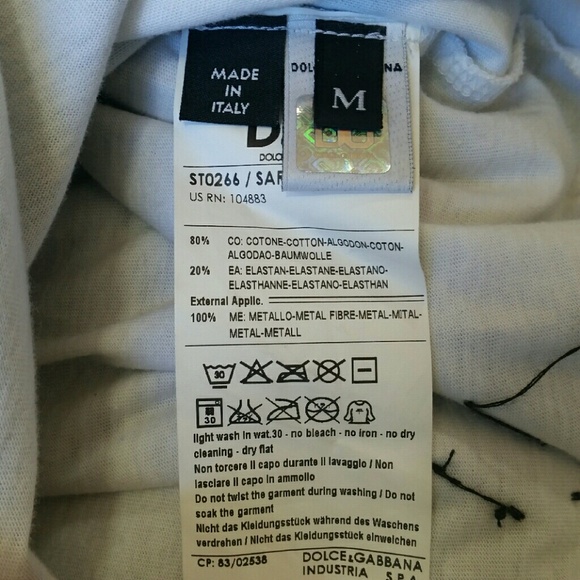 MADE
IN
ITALY
M
ST0266 /
US RN: 104883
80% CO: COTONE-COTTON-ALGODON-COTON-
ALGODAO-BAUMWOLLE
20% EA: ELASTAN-ELASTANE-ELASTANO-
ELASTHANNE-ELASTANO-ELASTHAN
External Applic.
100% ME: METALLO-METAL FIBRE-METAL-MITAL-
METAL-METALL
30
30
light wash in wat.30 - no bleach - no iron - no dry
cleaning - dry flat
Non torcere il capo durante il lavaggio / Non
lasciare il capo in ammollo
Do not twist the garment during washing / Do not
soak the garment
Nicht das Kleidungsstück während des Waschens
verdrehen / Nicht das Kleidungsstück einweichen
CP: 83/02538
DOLCE&GABBANA
INDUSTRIA S.P.A.